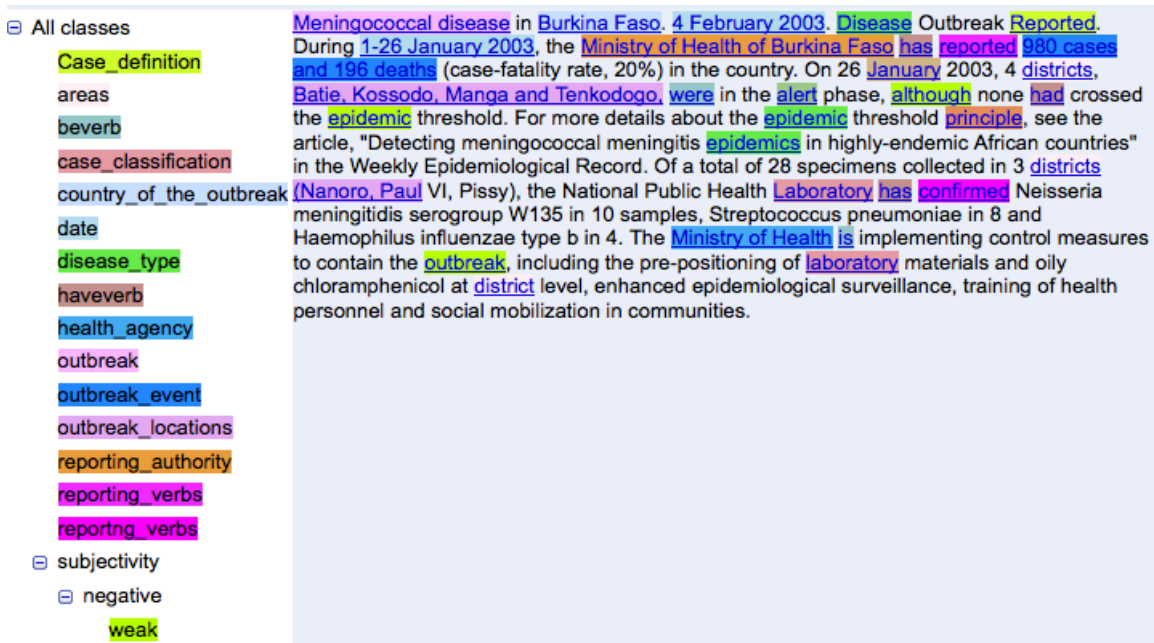 All classes
Case_definition
areas
beverb
case_classification
country_of_the_outbreak
date
disease_type
haveverb
health_agency
outbreak
outbreak_event
outbreak_locations
reporting_authority
reporting_verbs
reportng_verbs
subjectivity
negative
weak
Meningococcal disease in Burkina Faso. 4 February 2003. Disease Outbreak Reported.
During 1-26 January 2003, the Ministry of Health of Burkina Faso has reported 980 cases
and 196 deaths (case-fatality rate, 20%) in the country. On 26 January 2003, 4 districts,
Batie, Kossodo, Manga and Tenkodogo, were in the alert phase, although none had crossed
the epidemic threshold. For more details about the epidemic threshold principle, see the
article, "Detecting meningococcal meningitis epidemics in highly-endemic African countries"
in the Weekly Epidemiological Record. Of a total of 28 specimens collected in 3 districts
(Nanoro, Paul VI, Pissy), the National Public Health Laboratory has confirmed Neisseria
meningitidis serogroup W135 in 10 samples, Streptococcus pneumoniae in 8 and
Haemophilus influenzae type b in 4. The Ministry of Health is implementing control measures
to contain the outbreak, including the pre-positioning of laboratory materials and oily
chloramphenicol at district level, enhanced epidemiological surveillance, training of health
personnel and social mobilization in communities.